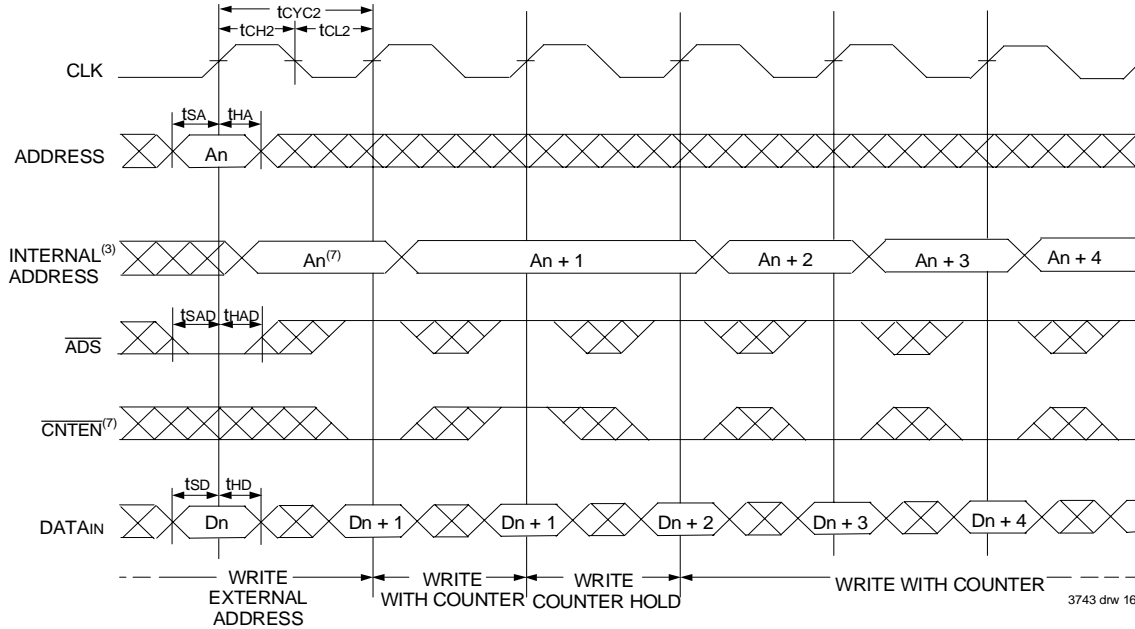 tCYC2
tCH2 tCL2
CLK
tSA tHA
ADDRESS An
INTERNAL(3)
ADDRESS
An(7) An + 1 An + 2 An + 3 An + 4
tSAD tHAD
ADS
CNTEN(7)
tSD tHD
DATAIN Dn Dn + 1 Dn + 1 Dn + 2 Dn + 3 Dn + 4
WRITE
EXTERNAL
ADDRESS
WRITE
WITH COUNTER
WRITE
COUNTER HOLD
WRITE WITH COUNTER
3743 drw 16